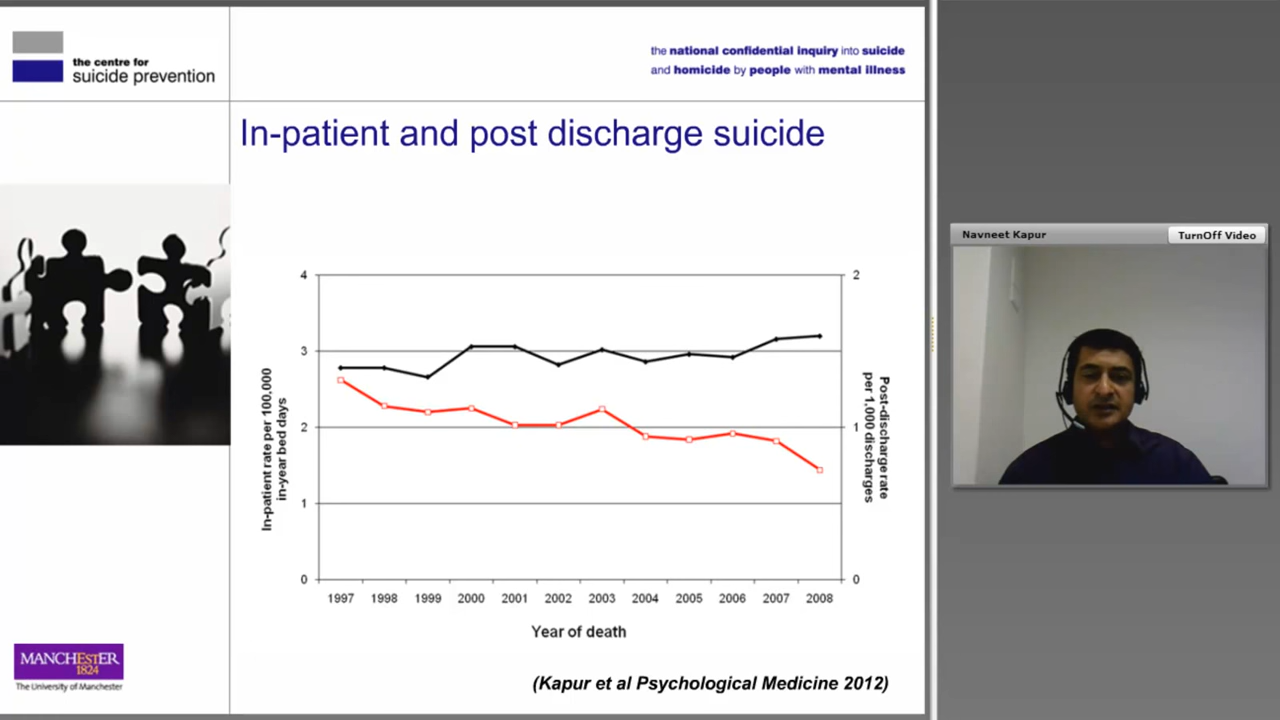 the centre for
suicide prevention
the national confidential inquiry into suicide
and homicide by people with mental illness
In-patient and post discharge suicide
Navneet Kapur
TurnOff Video
4
3
2
1
0
In-patient rate per 100,000
in-year bed days
2
1
0
Post-discharge rate
per 1,000 discharges
1997 1998 1999 2000 2001 2002 2003 2004 2005 2006 2007 2008
Year of death
MANCHESTER
1824
The University of Manchester
(Kapur et al Psychological Medicine 2012)